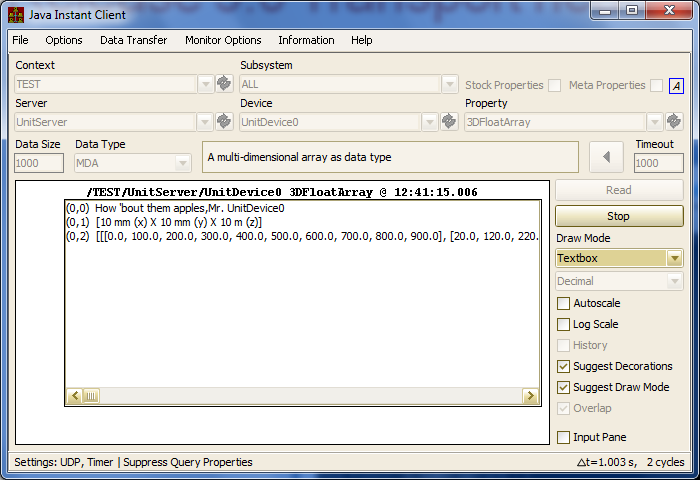 Java Instant Client
File Options Data Transfer Monitor Options Information Help
Context Subsystem
TEST ALL Stock Properties Meta Properties A
Server Device Property
UnitServer UnitDevice0 3DFloatArray
Data Size Data Type Timeout
1000 MDA A multi-dimensional array as data type 1000
/TEST/UnitServer/UnitDevice0 3DFloatArray @ 12:41:15.006
(0,0) How 'bout them apples,Mr. UnitDevice0
(0,1) [10 mm (x) X 10 mm (y) X 10 m (z)]
(0,2) [[[0.0, 100.0, 200.0, 300.0, 400.0, 500.0, 600.0, 700.0, 800.0, 900.0], [20.0, 120.0, 220.
Read
Stop
Draw Mode
Textbox
Decimal
Autoscale
Log Scale
History
Suggest Decorations
Suggest Draw Mode
Overlap
Input Pane
Settings: UDP, Timer | Suppress Query Properties Δt=1.003 s, 2 cycles